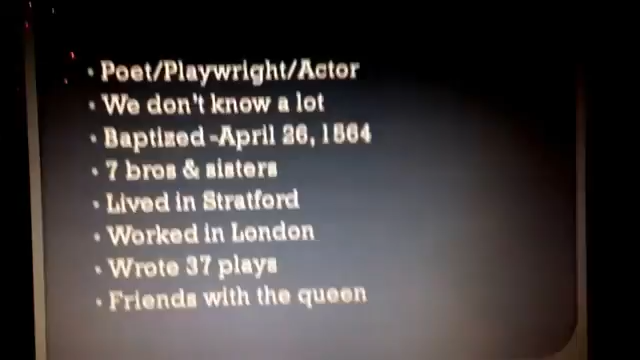 • Poet/Playwright/Actor
• We don't know a lot
• Baptized -April 26, 1564
• 7 bros & sisters
• Lived in Stratford
• Worked in London
• Wrote 37 plays
• Friends with the queen